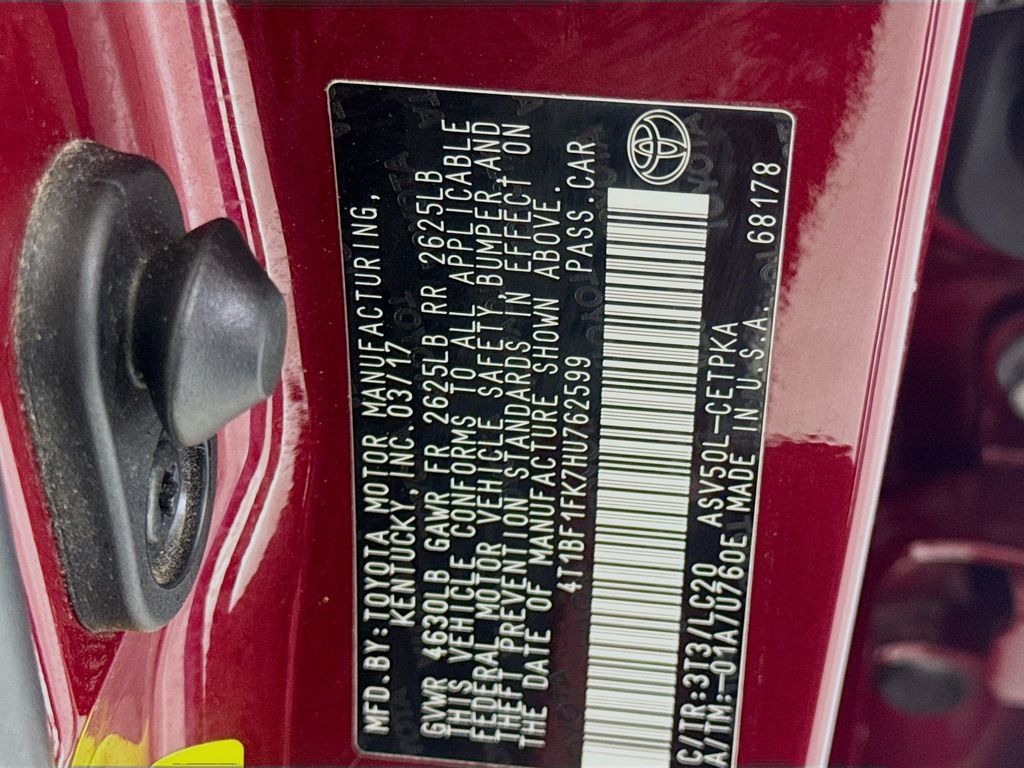 MFD.BY:TOYOTA MOTOR MANUFACTURING,
KENTUCKY, INC. 03/17
GVWR 4630LB GAWR FR 2625LB RR 2625LB
THIS VEHICLE CONFORMS TO ALL APPLICABLE
FEDERAL MOTOR VEHICLE SAFETY, BUMPER, AND
THEFT PREVENTION STANDARDS IN EFFECT ON
THE DATE OF MANUFACTURE SHOWN ABOVE.
4T1BF1FK7HU762599 PASS.CAR
C/TR:3T3/LC20 ASV50L-CETPKA
A/TM:-01A/U760E MADE IN U.S.A. 68178